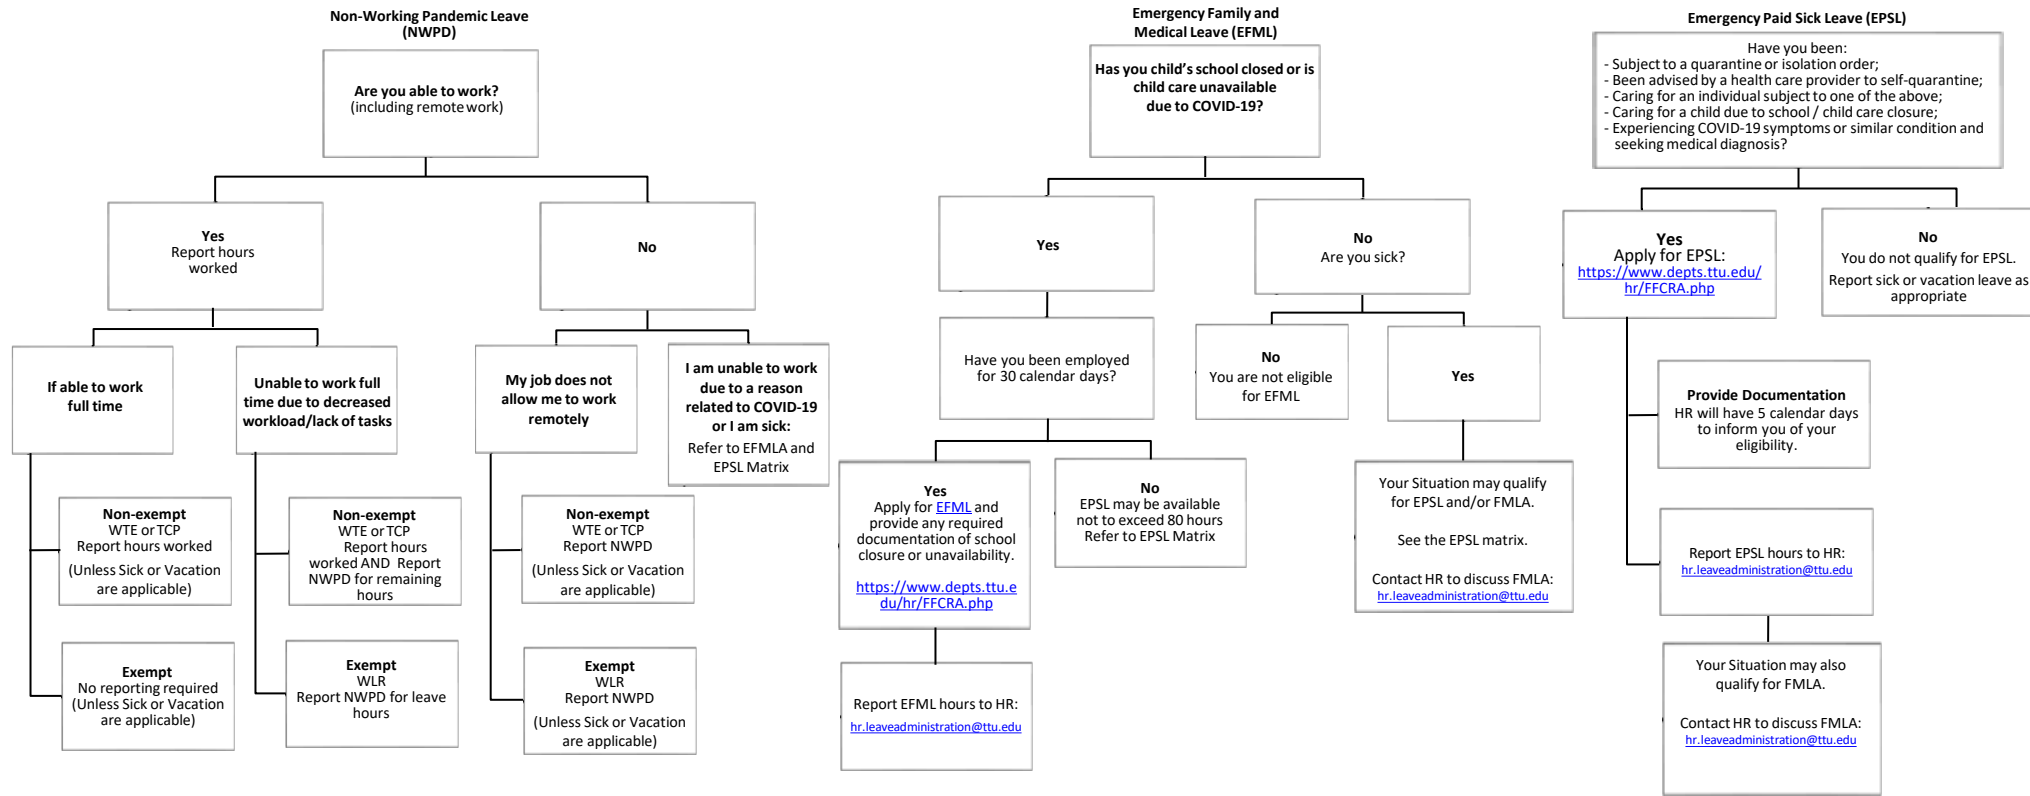 Non-Working Pandemic Leave
(NWPD)
Are you able to work?
(including remote work)
Yes
Report hours
worked
No
If able to work
full time
Unable to work full
time due to decreased
workload/lack of tasks
My job does not
allow me to work
remotely
I am unable to work
due to a reason
related to COVID-19
or I am sick:
Refer to EFMLA and
EPSL Matrix
Non-exempt
WTE or TCP
Report hours worked
(Unless Sick or Vacation
are applicable)
Non-exempt
WTE or TCP
Report hours
worked AND Report
NWPD for remaining
hours
Non-exempt
WTE or TCP
Report NWPD
(Unless Sick or Vacation
are applicable)
Exempt
No reporting required
(Unless Sick or Vacation
are applicable)
Exempt
WLR
Report NWPD for leave
hours
Exempt
WLR
Report NWPD
(Unless Sick or Vacation
are applicable)
Emergency Family and
Medical Leave (EFML)
Has you child's school closed or is
child care unavailable
due to COVID-19?
Yes
No
Are you sick?
Have you been employed
for 30 calendar days?
No
You are not eligible
for EFML
Yes
Yes
Apply for EFML and
provide any required
documentation of school
closure or unavailability.
https://www.depts.ttu.e
du/hr/FFCRA.php
No
EPSL may be available
not to exceed 80 hours
Refer to EPSL Matrix
Your Situation may qualify
for EPSL and/or FMLA.
See the EPSL matrix.
Contact HR to discuss FMLA:
hr.leaveadministration@ttu.edu
Report EFML hours to HR:
hr.leaveadministration@ttu.edu
Emergency Paid Sick Leave (EPSL)
Have you been:
- Subject to a quarantine or isolation order;
- Been advised by a health care provider to self-quarantine;
- Caring for an individual subject to one of the above;
- Caring for a child due to school / child care closure;
- Experiencing COVID-19 symptoms or similar condition and
seeking medical diagnosis?
Yes
Apply for EPSL:
https://www.depts.ttu.edu/
hr/FFCRA.php
No
You do not qualify for EPSL.
Report sick or vacation leave as
appropriate
Provide Documentation
HR will have 5 calendar days
to inform you of your
eligibility.
Report EPSL hours to HR:
hr.leaveadministration@ttu.edu
Your Situation may also
qualify for FMLA.
Contact HR to discuss FMLA:
hr.leaveadministration@ttu.edu